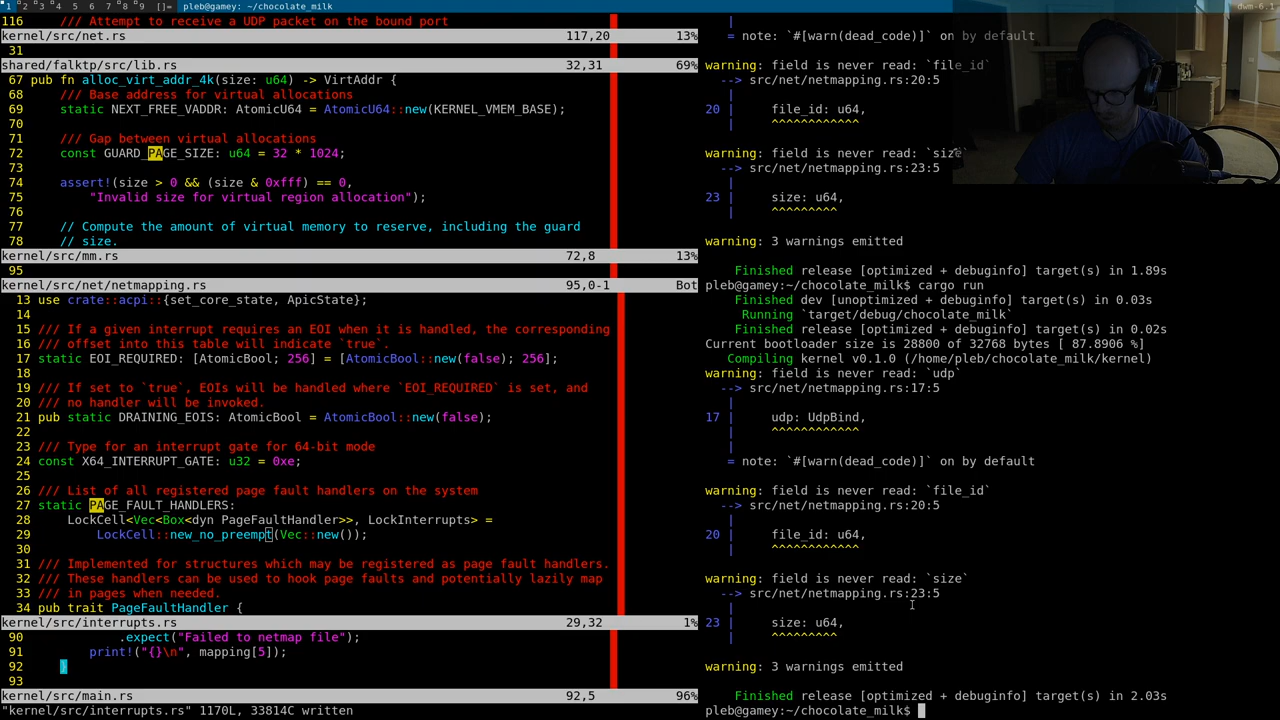 1 2 3 4 5 6 7 8 9 []= pleb@gamey: ~/chocolate_milk dwm-6.1
116     /// Attempt to receive a UDP packet on the bound port
kernel/src/net.rs 117,20 13%
31
shared/falktp/src/lib.rs 32,31 69%
67 pub fn alloc_virt_addr_4k(size: u64) -> VirtAddr {
68     /// Base address for virtual allocations
69     static NEXT_FREE_VADDR: AtomicU64 = AtomicU64::new(KERNEL_VMEM_BASE);
70
71     /// Gap between virtual allocations
72     const GUARD_PAGE_SIZE: u64 = 32 * 1024;
73
74     assert!(size > 0 && (size & 0xfff) == 0,
75         "Invalid size for virtual region allocation");
76
77     // Compute the amount of virtual memory to reserve, including the guard
78     // size.
kernel/src/mm.rs 72,8 13%
95
kernel/src/net/netmapping.rs 95,0-1 Bot
13 use crate::acpi::{set_core_state, ApicState};
14
15 /// If a given interrupt requires an EOI when it is handled, the corresponding
16 /// offset into this table will indicate `true`.
17 static EOI_REQUIRED: [AtomicBool; 256] = [AtomicBool::new(false); 256];
18
19 /// If set to `true`, EOIs will be handled where `EOI_REQUIRED` is set, and
20 /// no handler will be invoked.
21 pub static DRAINING_EOIS: AtomicBool = AtomicBool::new(false);
22
23 /// Type for an interrupt gate for 64-bit mode
24 const X64_INTERRUPT_GATE: u32 = 0xe;
25
26 /// List of all registered page fault handlers on the system
27 static PAGE_FAULT_HANDLERS:
28     LockCell<Vec<Box<dyn PageFaultHandler>>, LockInterrupts> =
29         LockCell::new_no_preempt(Vec::new());
30
31 /// Implemented for structures which may be registered as page fault handlers.
32 /// These handlers can be used to hook page faults and potentially lazily map
33 /// in pages when needed.
34 pub trait PageFaultHandler {
kernel/src/interrupts.rs 29,32 1%
90             .expect("Failed to netmap file");
91         print!("{}\n", mapping[5]);
92     }
93
kernel/src/main.rs 92,5 96%
"kernel/src/interrupts.rs" 1170L, 33814C written
|
= note: `#[warn(dead_code)]` on by default
warning: field is never read: `file_id`
--> src/net/netmapping.rs:20:5
|
20 |     file_id: u64,
|     ^^^^^^^^^^^^
warning: field is never read: `size`
--> src/net/netmapping.rs:23:5
|
23 |     size: u64,
|     ^^^^^^^^^
warning: 3 warnings emitted
Finished release [optimized + debuginfo] target(s) in 1.89s
pleb@gamey:~/chocolate_milk$ cargo run
Finished dev [unoptimized + debuginfo] target(s) in 0.03s
Running `target/debug/chocolate_milk`
Finished release [optimized + debuginfo] target(s) in 0.02s
Current bootloader size is 28800 of 32768 bytes [ 87.8906 %]
Compiling kernel v0.1.0 (/home/pleb/chocolate_milk/kernel)
warning: field is never read: `udp`
--> src/net/netmapping.rs:17:5
|
17 |     udp: UdpBind,
|     ^^^^^^^^^^^^
|
= note: `#[warn(dead_code)]` on by default
warning: field is never read: `file_id`
--> src/net/netmapping.rs:20:5
|
20 |     file_id: u64,
|     ^^^^^^^^^^^^
warning: field is never read: `size`
--> src/net/netmapping.rs:23:5
|
23 |     size: u64,
|     ^^^^^^^^^
warning: 3 warnings emitted
Finished release [optimized + debuginfo] target(s) in 2.03s
pleb@gamey:~/chocolate_milk$